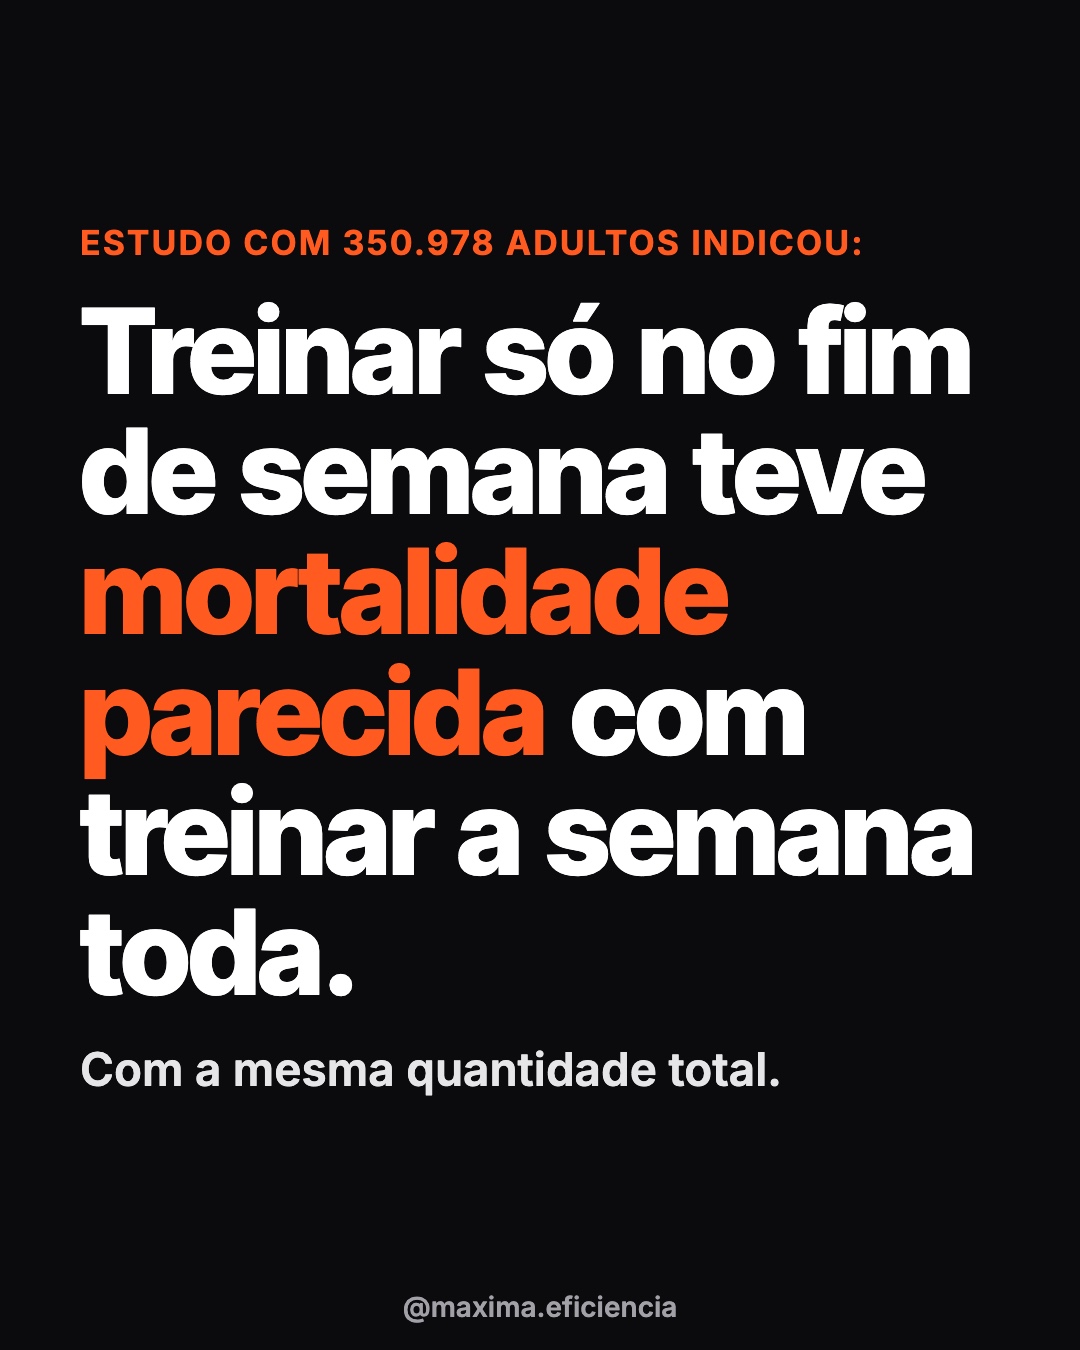 ESTUDO COM 350.978 ADULTOS INDICOU:
Treinar só no fim
de semana teve
mortalidade
parecida com
treinar a semana
toda.
Com a mesma quantidade total.
@maxima.eficiencia